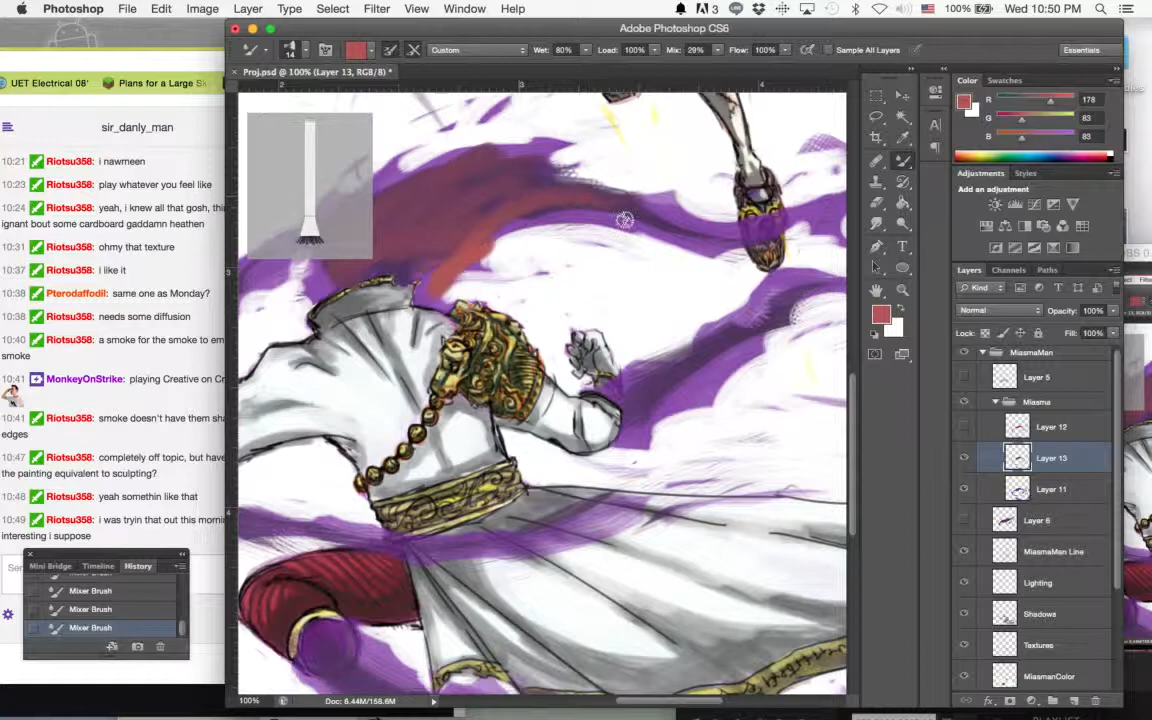 Photoshop File Edit Image Layer Type Select Filter View Window Help
3 100% Wed 10:50 PM
Adobe Photoshop CS6
14 Custom Wet: 80% Load: 100% Mix: 29% Flow: 100% Sample All Layers Essentials
Proj.psd @ 100% (Layer 13, RGB/8) *
UET Electrical 08' Plans for a Large
sir_danly_man
10:21 Riotsu358: i nawmeen
10:23 Riotsu358: play whatever you feel like
10:24 Riotsu358: yeah, i knew all that gosh,
ignant bout some cardboard gaddamn heathen
10:31 Riotsu358: ohmy that texture
10:37 Riotsu358: i like it
10:38 Pterodaffodil: same one as Monday?
10:38 Riotsu358: needs some diffusion
10:40 Riotsu358: a smoke for the smoke to
smoke
10:41 MonkeyOnStrike: playing Creative on
10:41 Riotsu358: smoke doesn't have them
edges
10:47 Riotsu358: completely off topic, but have
the painting equivalent to sculpting?
10:48 Riotsu358: yeah somethin like that
10:49 Riotsu358: i was tryin that out this
interesting i suppose
Mini Bridge Timeline History
Mixer Brush
Mixer Brush
Mixer Brush
2 3 4
3
4
100% Doc: 6.44M/158.6M
Color Swatches
R 178
G 83
B 83
Adjustments Styles
Add an adjustment
Layers Channels Paths
Kind
Normal Opacity: 100%
Lock: Fill: 100%
MiasmaMan
Layer 5
Miasma
Layer 12
Layer 13
Layer 11
Layer 6
MiasmaMan Line
Lighting
Shadows
Textures
MiasmanColor